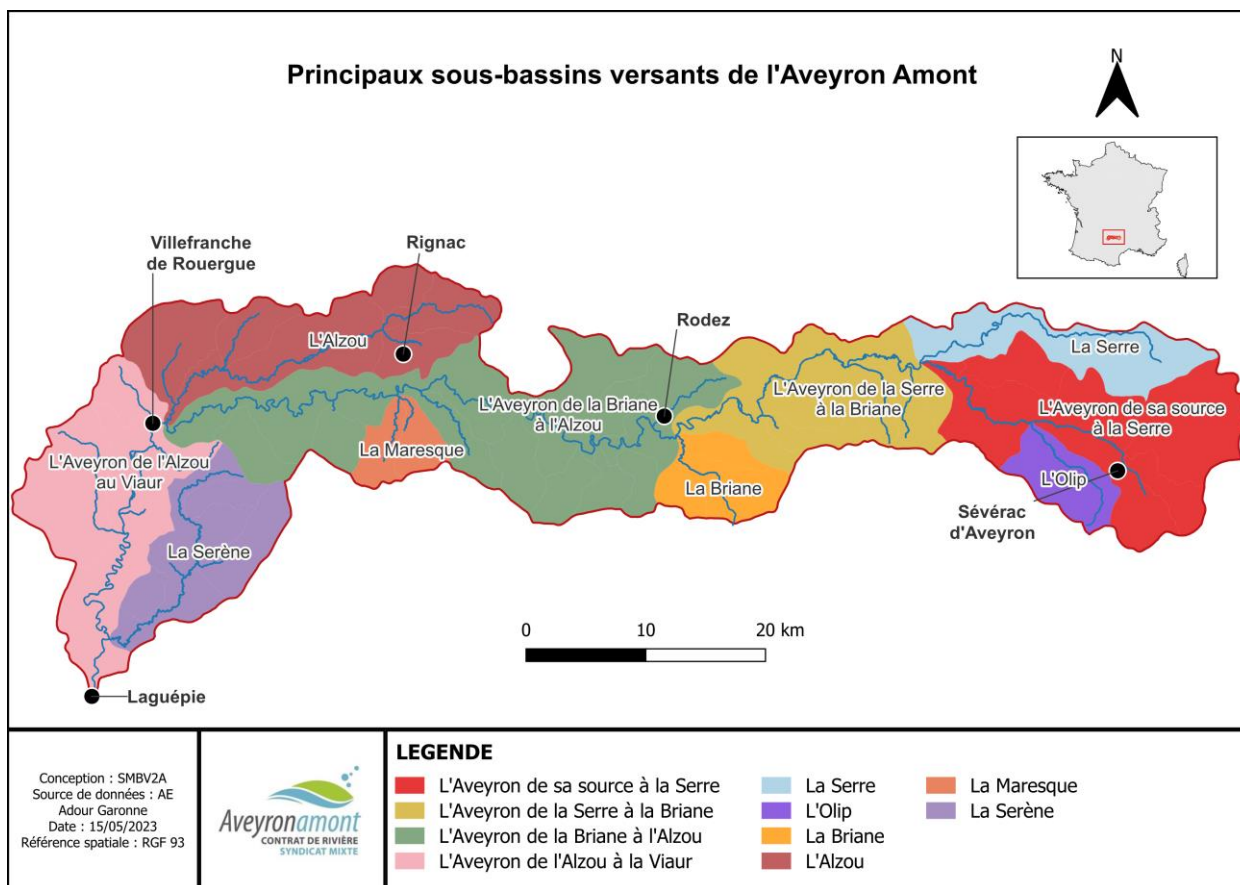 Principaux sous-bassins versants de l'Aveyron Amont
N
Villefranche
de Rouergue
Rignac
Rodez
L'Alzou
La Serre
L'Aveyron de la Serre
à la Briane
L'Aveyron de la Briane
à l'Alzou
L'Aveyron de sa source
à la Serre
La Maresque
L'Aveyron de l'Alzou
au Viaur
La Briane
L'Olip
Sévérac
d'Aveyron
La Serène
0 10 20 km
Laguépie
Conception : SMBV2A
Source de données : AE
Adour Garonne
Date : 15/05/2023
Référence spatiale : RGF 93
Aveyronamont
CONTRAT DE RIVIÈRE
SYNDICAT MIXTE
LEGENDE
L'Aveyron de sa source à la Serre
L'Aveyron de la Serre à la Briane
L'Aveyron de la Briane à l'Alzou
L'Aveyron de l'Alzou à la Viaur
La Serre
L'Olip
La Briane
L'Alzou
La Maresque
La Serène